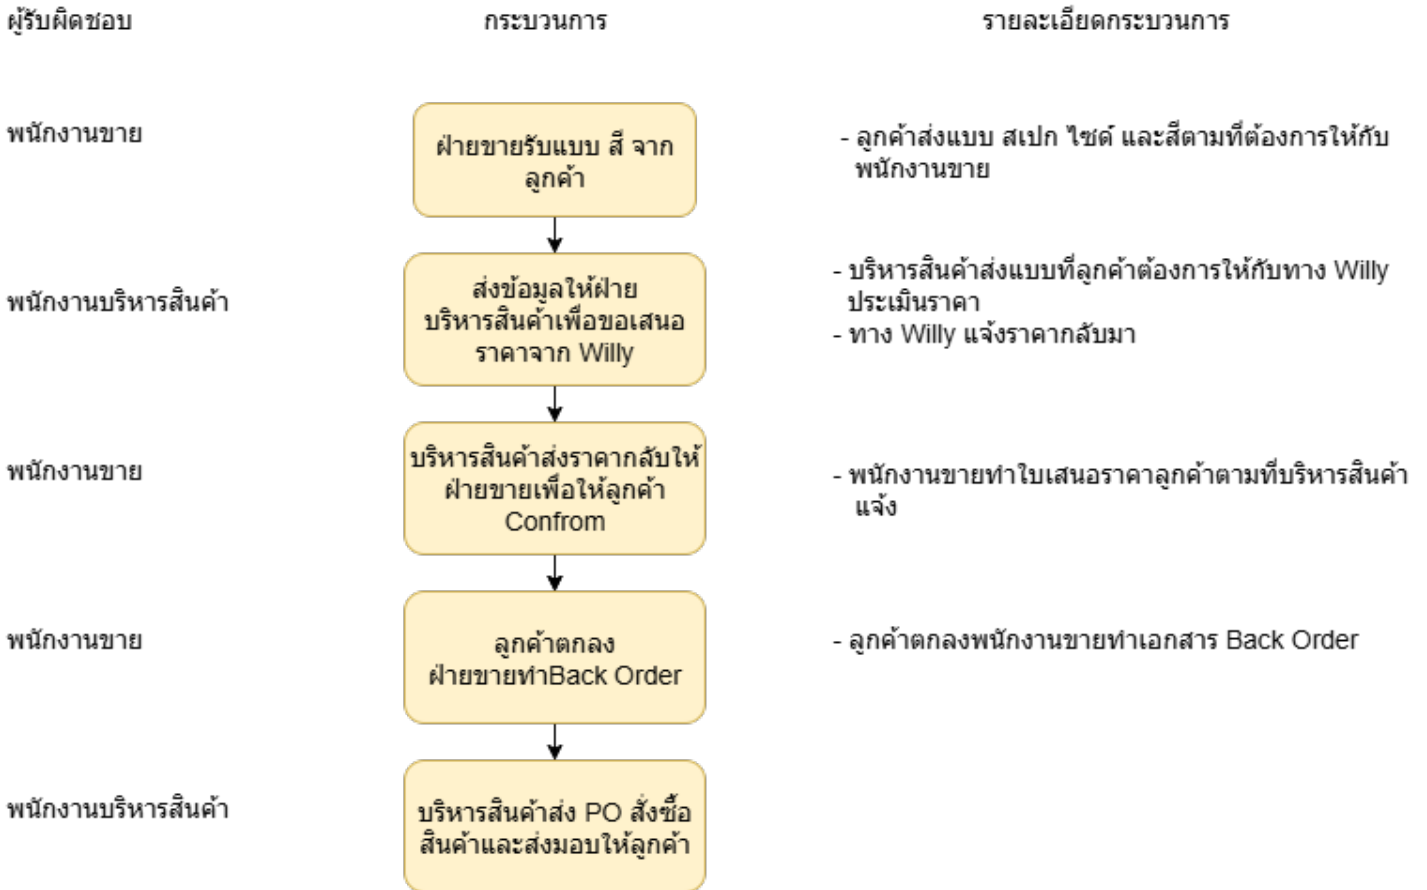 ผู้รับผิดชอบ
กระบวนการ
รายละเอียดกระบวนการ
พนักงานขาย
ฝ่ายขายรับแบบ สี จาก
ลูกค้า
- ลูกค้าส่งแบบ สเปก ไซด์ และสีตามที่ต้องการให้กับ
พนักงานขาย
พนักงานบริหารสินค้า
ส่งข้อมูลให้ฝ่าย
บริหารสินค้าเพื่อขอเสนอ
ราคาจาก Willy
- บริหารสินค้าส่งแบบที่ลูกค้าต้องการให้กับทาง Willy
ประเมินราคา
- ทาง Willy แจ้งราคากลับมา
พนักงานขาย
บริหารสินค้าส่งราคากลับให้
ฝ่ายขายเพื่อให้ลูกค้า
Confrom
- พนักงานขายทำใบเสนอราคาลูกค้าตามที่บริหารสินค้า
แจ้ง
พนักงานขาย
ลูกค้าตกลง
ฝ่ายขายทำBack Order
- ลูกค้าตกลงพนักงานขายทำเอกสาร Back Order
พนักงานบริหารสินค้า
บริหารสินค้าส่ง PO สั่งซื้อ
สินค้าและส่งมอบให้ลูกค้า